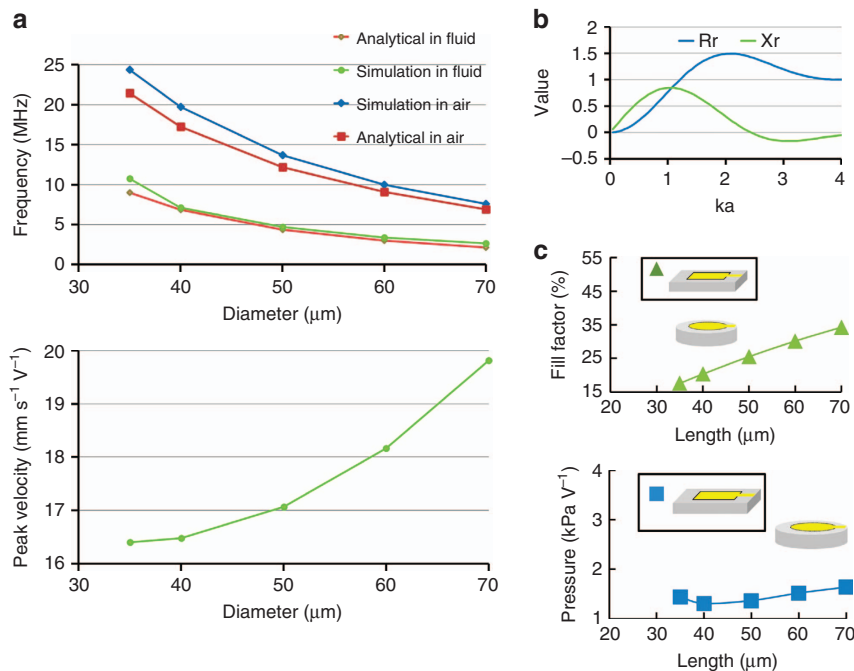 a
Analytical in fluid
Simulation in fluid
Simulation in air
Analytical in air
Frequency (MHz)
25
20
15
10
5
0
30 40 50 60 70
Diameter (μm)
Peak velocity (mm s⁻¹ V⁻¹)
20
19
18
17
16
30 40 50 60 70
Diameter (μm)
b
Rr Xr
Value
2
1.5
1
0.5
0
–0.5
0 1 2 3 4
ka
c
Fill factor (%)
55
45
35
25
15
20 30 40 50 60 70
Length (μm)
Pressure (kPa V⁻¹)
4
3
2
1
20 30 40 50 60 70
Length (μm)